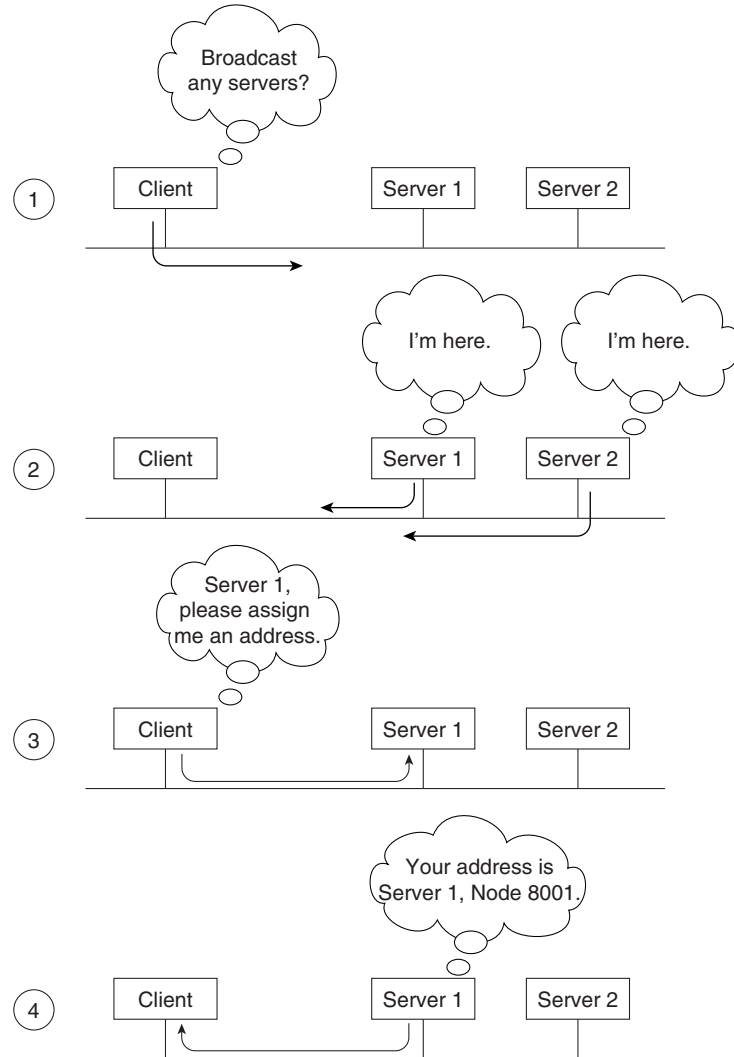 Broadcast
any servers?
1
Client
Server 1
Server 2
I'm here.
I'm here.
2
Client
Server 1
Server 2
Server 1,
please assign
me an address.
3
Client
Server 1
Server 2
Your address is
Server 1, Node 8001.
4
Client
Server 1
Server 2